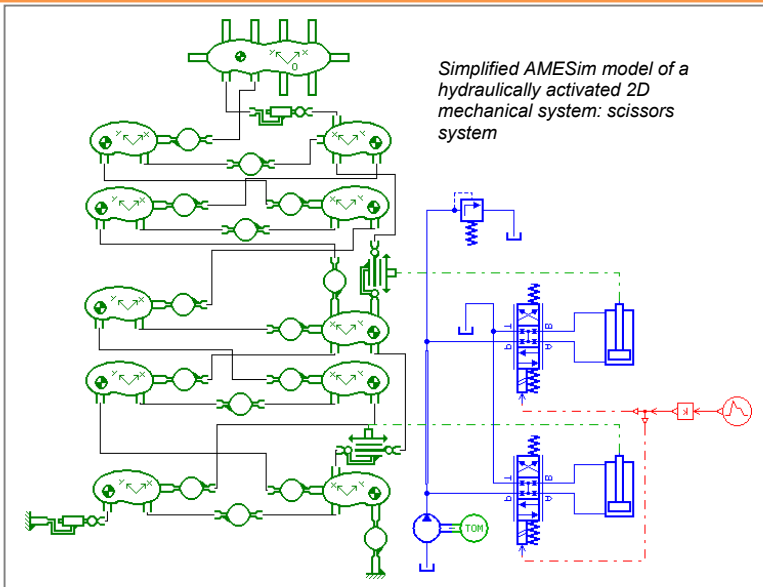 Simplified AMESim model of a
hydraulically activated 2D
mechanical system: scissors
system
Y X
O
Y X
Y X
Y X
Y X
Y X
Y X
Y X
Y X
Y X
Y X
T B
P A
k
T B
P A
TOM